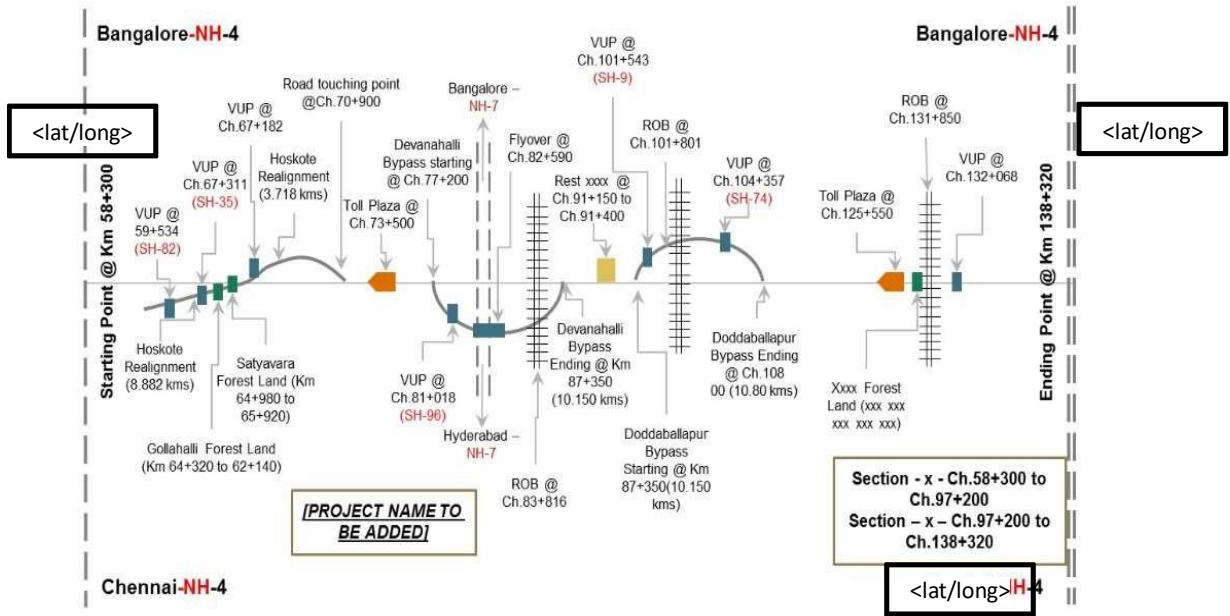 Bangalore-NH-4
Bangalore-NH-4
<lat/long>
<lat/long>
Starting Point @ Km 58+300
Ending Point @ Km 138+320
VUP @
59+534
(SH-82)
VUP @
Ch.67+311
(SH-35)
VUP @
Ch.67+182
Hoskote
Realignment
(3.718 kms)
Road touching point
@Ch.70+900
Toll Plaza @
Ch.73+500
Devanahalli
Bypass starting
@ Ch.77+200
Bangalore –
NH-7
Flyover @
Ch.82+590
VUP @
Ch.101+543
(SH-9)
Rest xxxx @
Ch.91+150 to
Ch.91+400
ROB @
Ch.101+801
VUP @
Ch.104+357
(SH-74)
Toll Plaza @
Ch.125+550
ROB @
Ch.131+850
VUP @
Ch.132+068
Hoskote
Realignment
(8.882 kms)
Gollahalli Forest Land
(Km 64+320 to 62+140)
Satyavara
Forest Land (Km
64+980 to
65+920)
VUP @
Ch.81+018
(SH-96)
Hyderabad –
NH-7
ROB @
Ch.83+816
Devanahalli
Bypass
Ending @ Km
87+350
(10.150 kms)
Doddaballapur
Bypass
Starting @ Km
87+350(10.150
kms)
Doddaballapur
Bypass Ending
@ Ch.108
00 (10.80 kms)
Xxxx Forest
Land (xxx xxx
xxx xxx xxx)
[PROJECT NAME TO
BE ADDED]
Section - x - Ch.58+300 to
Ch.97+200
Section – x – Ch.97+200 to
Ch.138+320
Chennai-NH-4
<lat/long>
H-4